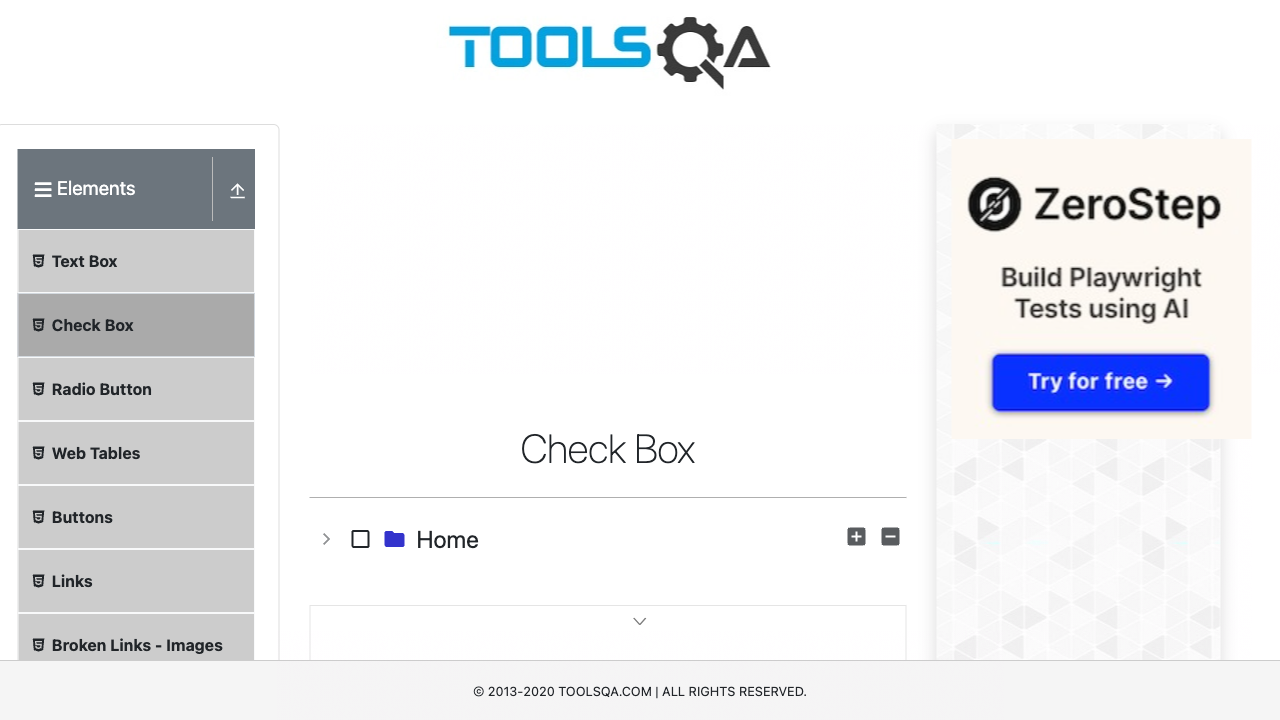 TOOLSQA
Elements
Text Box
Check Box
Radio Button
Web Tables
Buttons
Links
Broken Links - Images
Check Box
Home
ZeroStep
Build Playwright
Tests using AI
Try for free →
© 2013-2020 TOOLSQA.COM | ALL RIGHTS RESERVED.